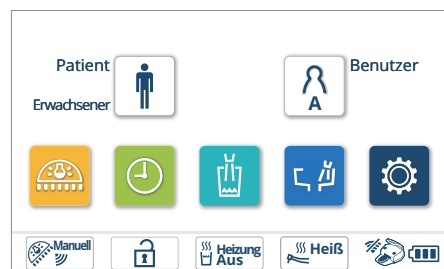 Patient
Benutzer
Erwachsener
A
Manuell
Heizung
Aus
Heiß